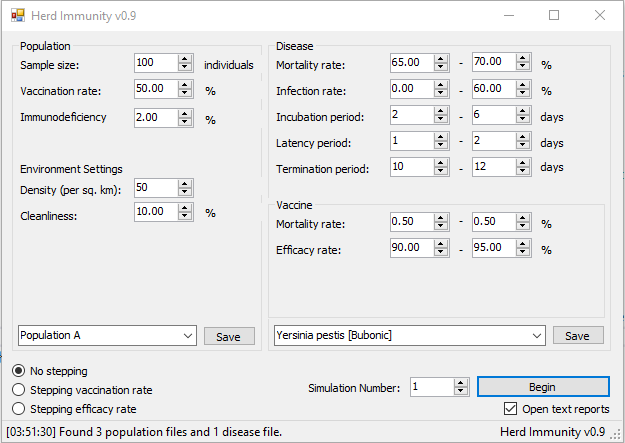 Herd Immunity v0.9
Population
Sample size: 100 individuals
Vaccination rate: 50.00 %
Immunodeficiency 2.00 %
Environment Settings
Density (per sq. km): 50
Cleanliness: 10.00 %
Population A Save
Disease
Mortality rate: 65.00 - 70.00 %
Infection rate: 0.00 - 60.00 %
Incubation period: 2 - 6 days
Latency period: 1 - 2 days
Termination period: 10 - 12 days
Vaccine
Mortality rate: 0.50 - 0.50 %
Efficacy rate: 90.00 - 95.00 %
Yersinia pestis [Bubonic] Save
No stepping
Stepping vaccination rate
Stepping efficacy rate
Simulation Number: 1 Begin
Open text reports
[03:51:30] Found 3 population files and 1 disease file. Herd Immunity v0.9